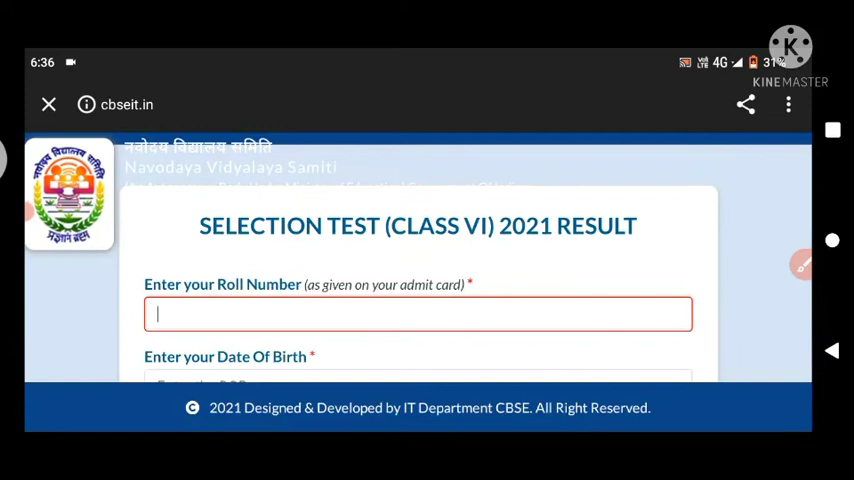 6:36
4G
31%
KINEMASTER
cbseit.in
नवोदय विद्यालय समिति
Navodaya Vidyalaya Samiti
SELECTION TEST (CLASS VI) 2021 RESULT
Enter your Roll Number (as given on your admit card) *
Enter your Date Of Birth *
© 2021 Designed & Developed by IT Department CBSE. All Right Reserved.